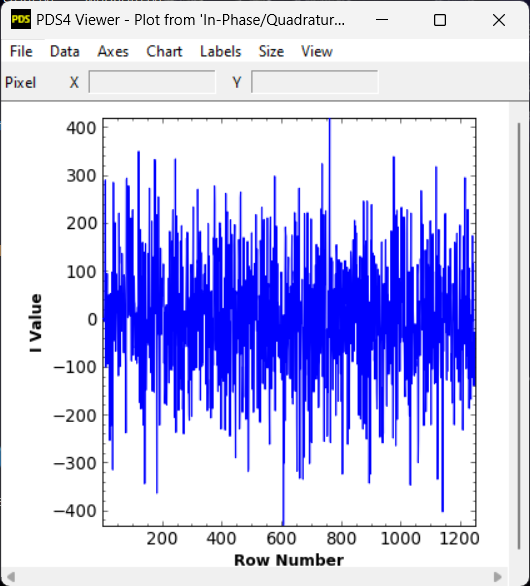 PDS PDS4 Viewer - Plot from 'In-Phase/Quadratur...
File Data Axes Chart Labels Size View
Pixel X Y
400
300
200
100
0
−100
−200
−300
−400
I Value
200 400 600 800 1000 1200
Row Number